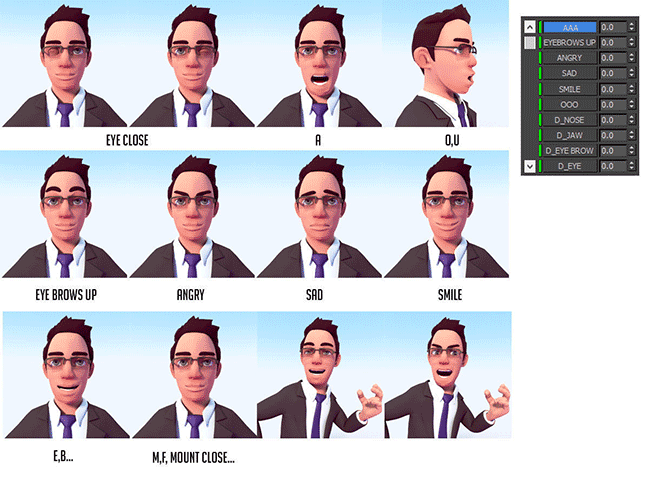 EYE CLOSE
A
O,U
EYE BROWS UP
ANGRY
SAD
SMILE
E,B...
M,F, MOUNT CLOSE...
AAA 0.0
EYEBROWS UP 0.0
ANGRY 0.0
SAD 0.0
SMILE 0.0
OOO 0.0
D_NOSE 0.0
D_JAW 0.0
D_EYE BROW 0.0
D_EYE 0.0